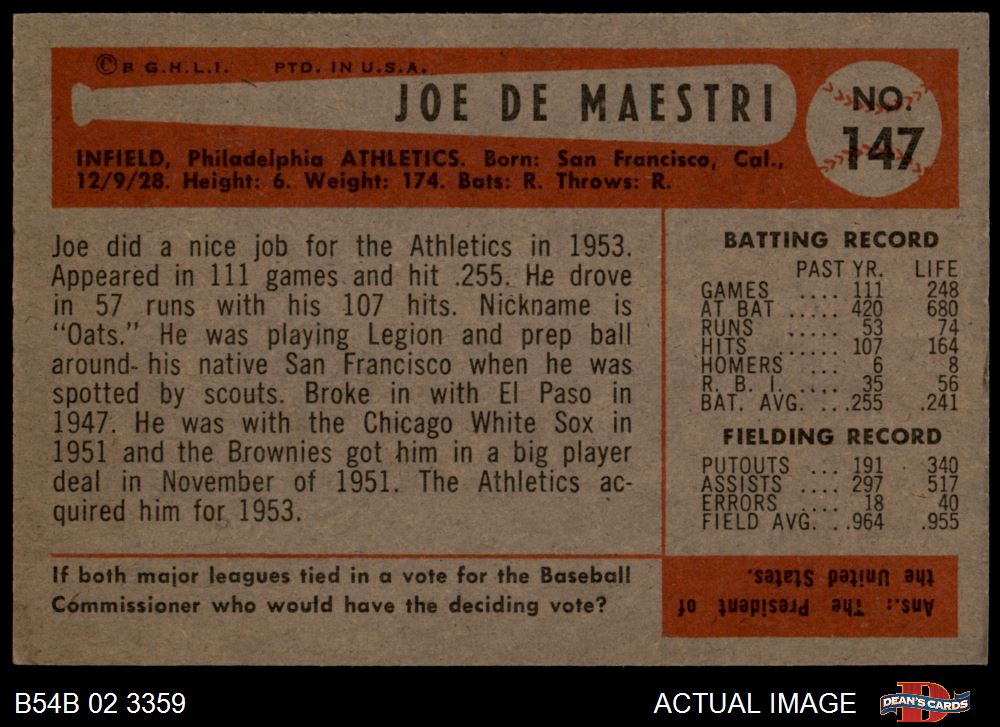 © B G.H.L.I. PTD. IN U.S.A.
JOE DE MAESTRI
NO. 147
INFIELD, Philadelphia ATHLETICS. Born: San Francisco, Cal.,
12/9/28. Height: 6. Weight: 174. Bats: R. Throws: R.
Joe did a nice job for the Athletics in 1953.
Appeared in 111 games and hit .255. He drove
in 57 runs with his 107 hits. Nickname is
“Oats.” He was playing Legion and prep ball
around his native San Francisco when he was
spotted by scouts. Broke in with El Paso in
1947. He was with the Chicago White Sox in
1951 and the Brownies got him in a big player
deal in November of 1951. The Athletics ac-
quired him for 1953.
BATTING RECORD
PAST YR. LIFE
GAMES .... 111 248
AT BAT ..... 420 680
RUNS ..... 53 74
HITS ...... 107 164
HOMERS .... 6 8
R. B. I. .... 35 56
BAT. AVG. ...255 .241
FIELDING RECORD
PUTOUTS ... 191 340
ASSISTS .... 297 517
ERRORS .... 18 40
FIELD AVG. ..964 .955
If both major leagues tied in a vote for the Baseball
Commissioner who would have the deciding vote?
Ans.: The President of
the United States.
B54B 02 3359
ACTUAL IMAGE
DEAN'S CARDS